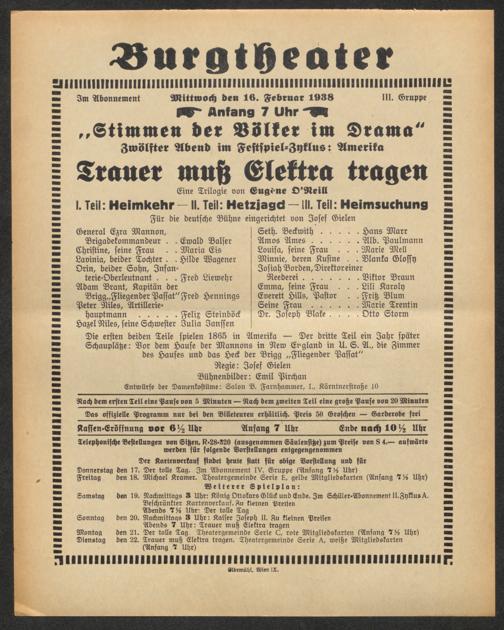 Burgtheater
Im Abonnement Mittwoch den 16. Februar 1938 III. Gruppe
Anfang 7 Uhr
„Stimmen der Völker im Drama“
Zwölfter Abend im Festspiel-Zyklus: Amerika
Trauer muß Elektra tragen
Eine Trilogie von Eugène O'Neill
I. Teil: Heimkehr — II. Teil: Hetzjagd — III. Teil: Heimsuchung
Für die deutsche Bühne eingerichtet von Josef Gielen
General Ezra Mannon,
Brigadekommandeur . . Ewald Balser
Christine, seine Frau . . Maria Eis
Lavinia, beider Tochter . . Hilde Wagener
Orin, beider Sohn, Infan-
terie-Oberleutnant . . . Fred Liewehr
Adam Brant, Kapitän der
Brigg „Fliegender Passat“ Fred Hennings
Peter Niles, Artillerie-
hauptmann . . . . . Felix Steinböck
Hazel Niles, seine Schwester Julia Janssen
Seth. Beckwith . . . . . Hans Marr
Amos Ames . . . . . . Alb. Paulmann
Louisa, seine Frau . . . Marie Mell
Minnie, deren Kusine . . Blanka Glossy
Josiah Borden, Direktor einer
Reederei . . . . . . Viktor Braun
Emma, seine Frau . . . Lili Karoly
Everett Hills, Pastor . . Fritz Blum
Seine Frau . . . . . . Marie Trentin
Dr. Joseph Blake . . . . Otto Storm
Die ersten beiden Teile spielen 1865 in Amerika — Der dritte Teil ein Jahr später
Schauplätze: Vor dem Hause der Mannons in New England in U. S. A., die Zimmer
des Hauses und das Heck der Brigg „Fliegender Passat“
Regie: Josef Gielen
Bühnenbilder: Emil Pirchan
Entwürfe der Damenkostüme: Salon B. Farnhammer, I., Kärntnerstraße 10
Nach dem ersten Teil eine Pause von 5 Minuten — Nach dem zweiten Teil eine große Pause von 20 Minuten
Das offizielle Programm nur bei den Billeteuren erhältlich. Preis 50 Groschen — Garderobe frei
Kassen-Eröffnung vor 6½ Uhr Anfang 7 Uhr Ende nach 10½ Uhr
Telephonische Bestellungen von Sitzen, R-28-320 (ausgenommen Säulensitze) zum Preise von S 4.— aufwärts
werden für folgende Vorstellungen entgegengenommen
Der Kartenverkauf findet heute statt für obige Vorstellung und für
Donnerstag den 17. Der tolle Tag. Im Abonnement IV. Gruppe (Anfang 7½ Uhr)
Freitag den 18. Michael Kramer. Theatergemeinde Serie E, gelbe Mitgliedskarten (Anfang 7½ Uhr)
Weiterer Spielplan:
Samstag den 19. Nachmittags 3 Uhr: König Ottokars Glück und Ende. Im Schüler-Abonnement II. Zyklus A.
Beschränkter Kartenverkauf. Zu kleinen Preisen
Abends 7½ Uhr: Der tolle Tag
Sonntag den 20. Nachmittags 3 Uhr: Kaiser Joseph II. Zu kleinen Preisen
Abends 7 Uhr: Trauer muß Elektra tragen
Montag den 21. Der tolle Tag. Theatergemeinde Serie C, rote Mitgliedskarten (Anfang 7½ Uhr)
Dienstag den 22. Trauer muß Elektra tragen. Theatergemeinde Serie A, weiße Mitgliedskarten
(Anfang 7 Uhr)
Elbemühl, Wien IX.